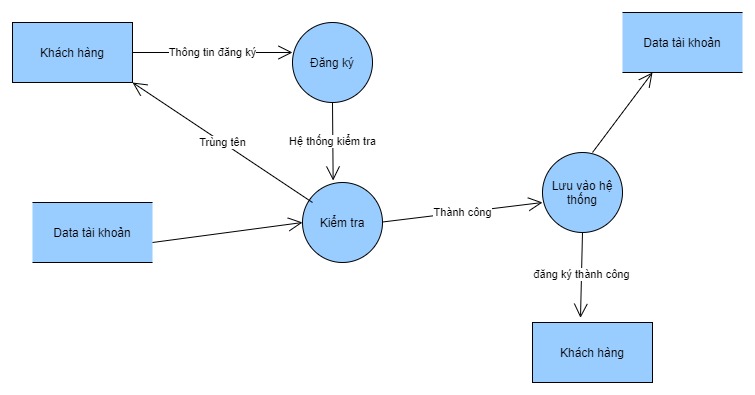 Khách hàng
Thông tin đăng ký
Đăng ký
Data tài khoản
Trùng tên
Hệ thống kiểm tra
Data tài khoản
Kiểm tra
Thành công
Lưu vào hệ
thống
đăng ký thành công
Khách hàng